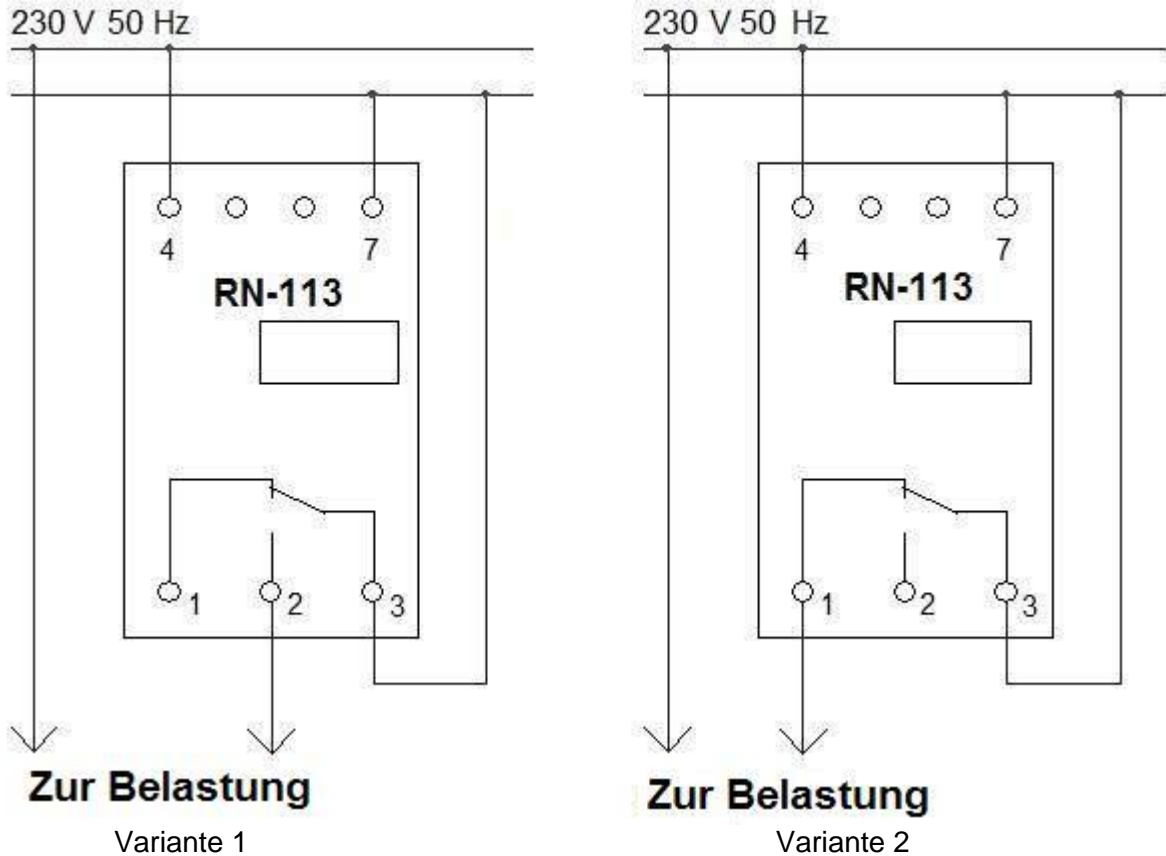 230 V 50 Hz
4 7
RN-113
1 2 3
Zur Belastung
Variante 1
230 V 50 Hz
4 7
RN-113
1 2 3
Zur Belastung
Variante 2